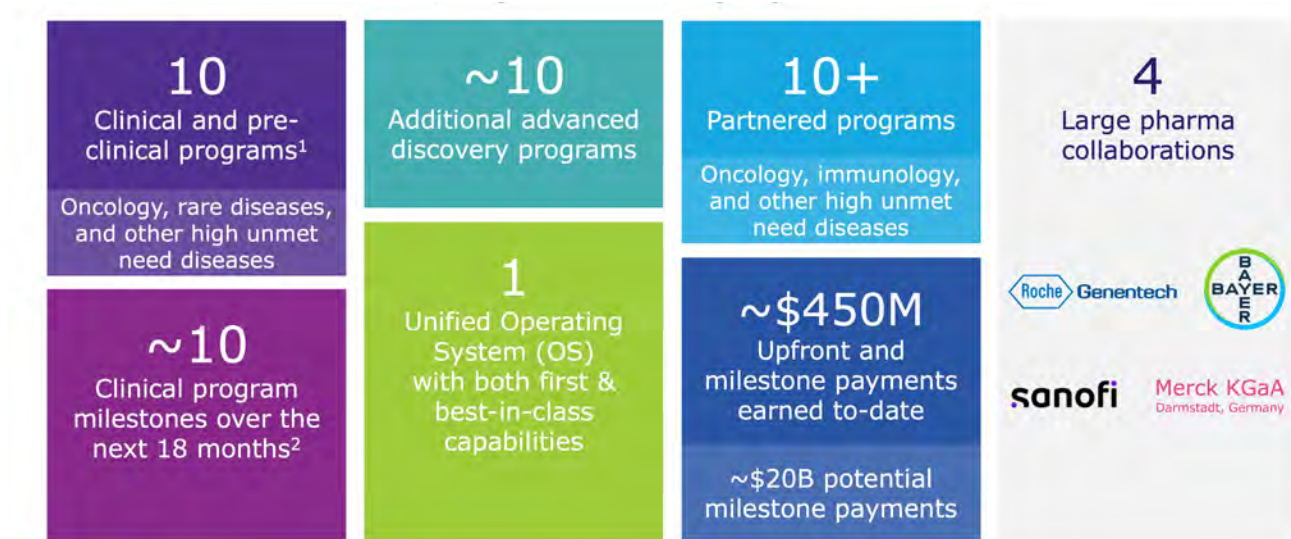 10
Clinical and pre-
clinical programs¹
Oncology, rare diseases,
and other high unmet
need diseases
~10
Clinical program
milestones over the
next 18 months²
~10
Additional advanced
discovery programs
1
Unified Operating
System (OS)
with both first &
best-in-class
capabilities
10+
Partnered programs
Oncology, immunology,
and other high unmet
need diseases
~$450M
Upfront and
milestone payments
earned to-date
~$20B potential
milestone payments
4
Large pharma
collaborations
Roche Genentech
BAYER
BAYER
sanofi
Merck KGaA
Darmstadt, Germany